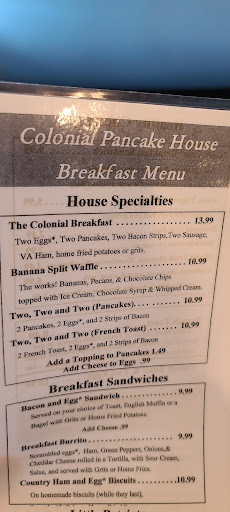 Colonial Pancake House
Breakfast Menu
House Specialties
The Colonial Breakfast .................. 13.99
Two Eggs*, Two Pancakes, Two Bacon Strips, Two Sausage,
VA Ham, home fried potatoes or grits.
Banana Split Waffle ..................... 10.99
The works! Bananas, Pecans, & Chocolate Chips
topped with Ice Cream, Chocolate Syrup & Whipped Cream.
Two, Two and Two (Pancakes) ........... 10.99
2 Pancakes, 2 Eggs*, and 2 Strips of Bacon
Two, Two and Two (French Toast) ....... 10.99
2 French Toast, 2 Eggs*, and 2 Strips of Bacon
Add a Topping to Pancakes 1.49
Add Cheese to Eggs .99
Breakfast Sandwiches
Bacon and Egg* Sandwich ............... 9.99
Served on your choice of Toast, English Muffin or a
Bagel with Grits or Home Fried Potatoes.
Add Cheese .99
Breakfast Burrito ....................... 9.99
Scrambled eggs*, Ham, Green Peppers, Onions,&
Cheddar Cheese rolled in a Tortilla, with Sour Cream,
Salsa, and served with Grits or Home Fries.
Country Ham and Egg* Biscuits ......... 10.99
On homemade biscuits (while they last),